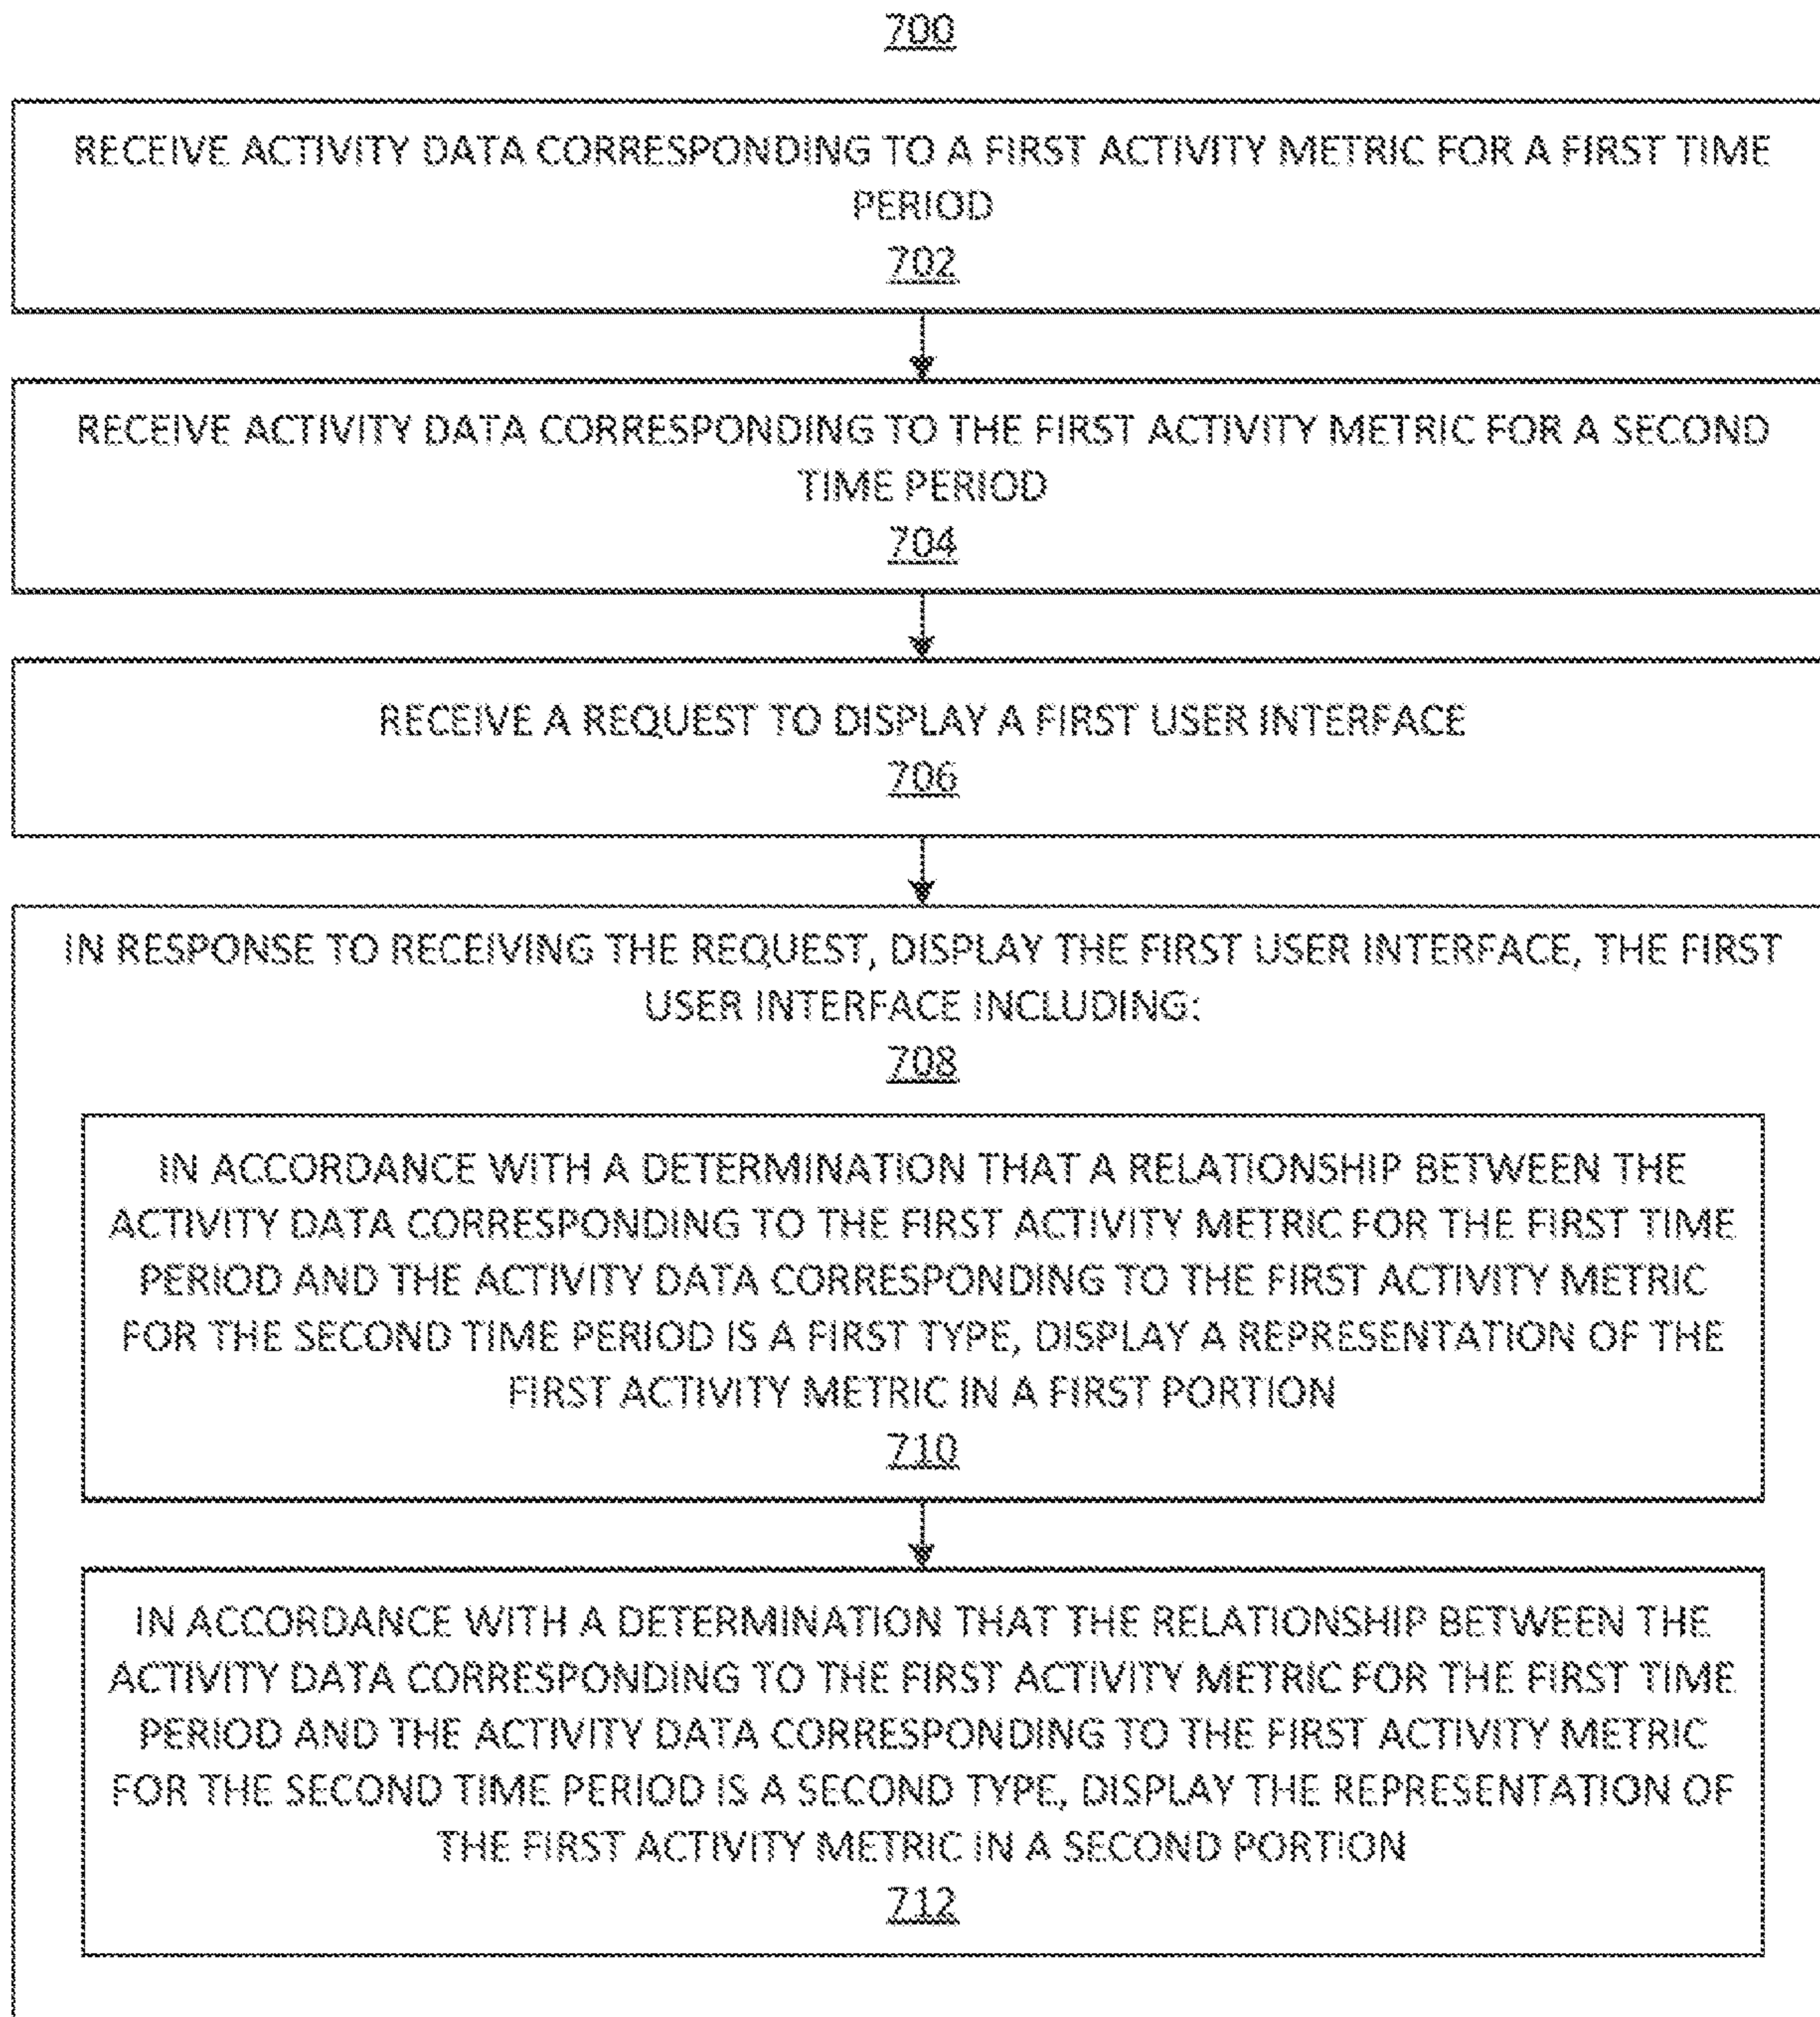 700
RECEIVE ACTIVITY DATA CORRESPONDING TO A FIRST ACTIVITY METRIC FOR A FIRST TIME
PERIOD
702
RECEIVE ACTIVITY DATA CORRESPONDING TO THE FIRST ACTIVITY METRIC FOR A SECOND
TIME PERIOD
704
RECEIVE A REQUEST TO DISPLAY A FIRST USER INTERFACE
706
IN RESPONSE TO RECEIVING THE REQUEST, DISPLAY THE FIRST USER INTERFACE, THE FIRST
USER INTERFACE INCLUDING:
708
IN ACCORDANCE WITH A DETERMINATION THAT A RELATIONSHIP BETWEEN THE
ACTIVITY DATA CORRESPONDING TO THE FIRST ACTIVITY METRIC FOR THE FIRST TIME
PERIOD AND THE ACTIVITY DATA CORRESPONDING TO THE FIRST ACTIVITY METRIC
FOR THE SECOND TIME PERIOD IS A FIRST TYPE, DISPLAY A REPRESENTATION OF THE
FIRST ACTIVITY METRIC IN A FIRST PORTION
710
IN ACCORDANCE WITH A DETERMINATION THAT THE RELATIONSHIP BETWEEN THE
ACTIVITY DATA CORRESPONDING TO THE FIRST ACTIVITY METRIC FOR THE FIRST TIME
PERIOD AND THE ACTIVITY DATA CORRESPONDING TO THE FIRST ACTIVITY METRIC
FOR THE SECOND TIME PERIOD IS A SECOND TYPE, DISPLAY THE REPRESENTATION OF
THE FIRST ACTIVITY METRIC IN A SECOND PORTION
712